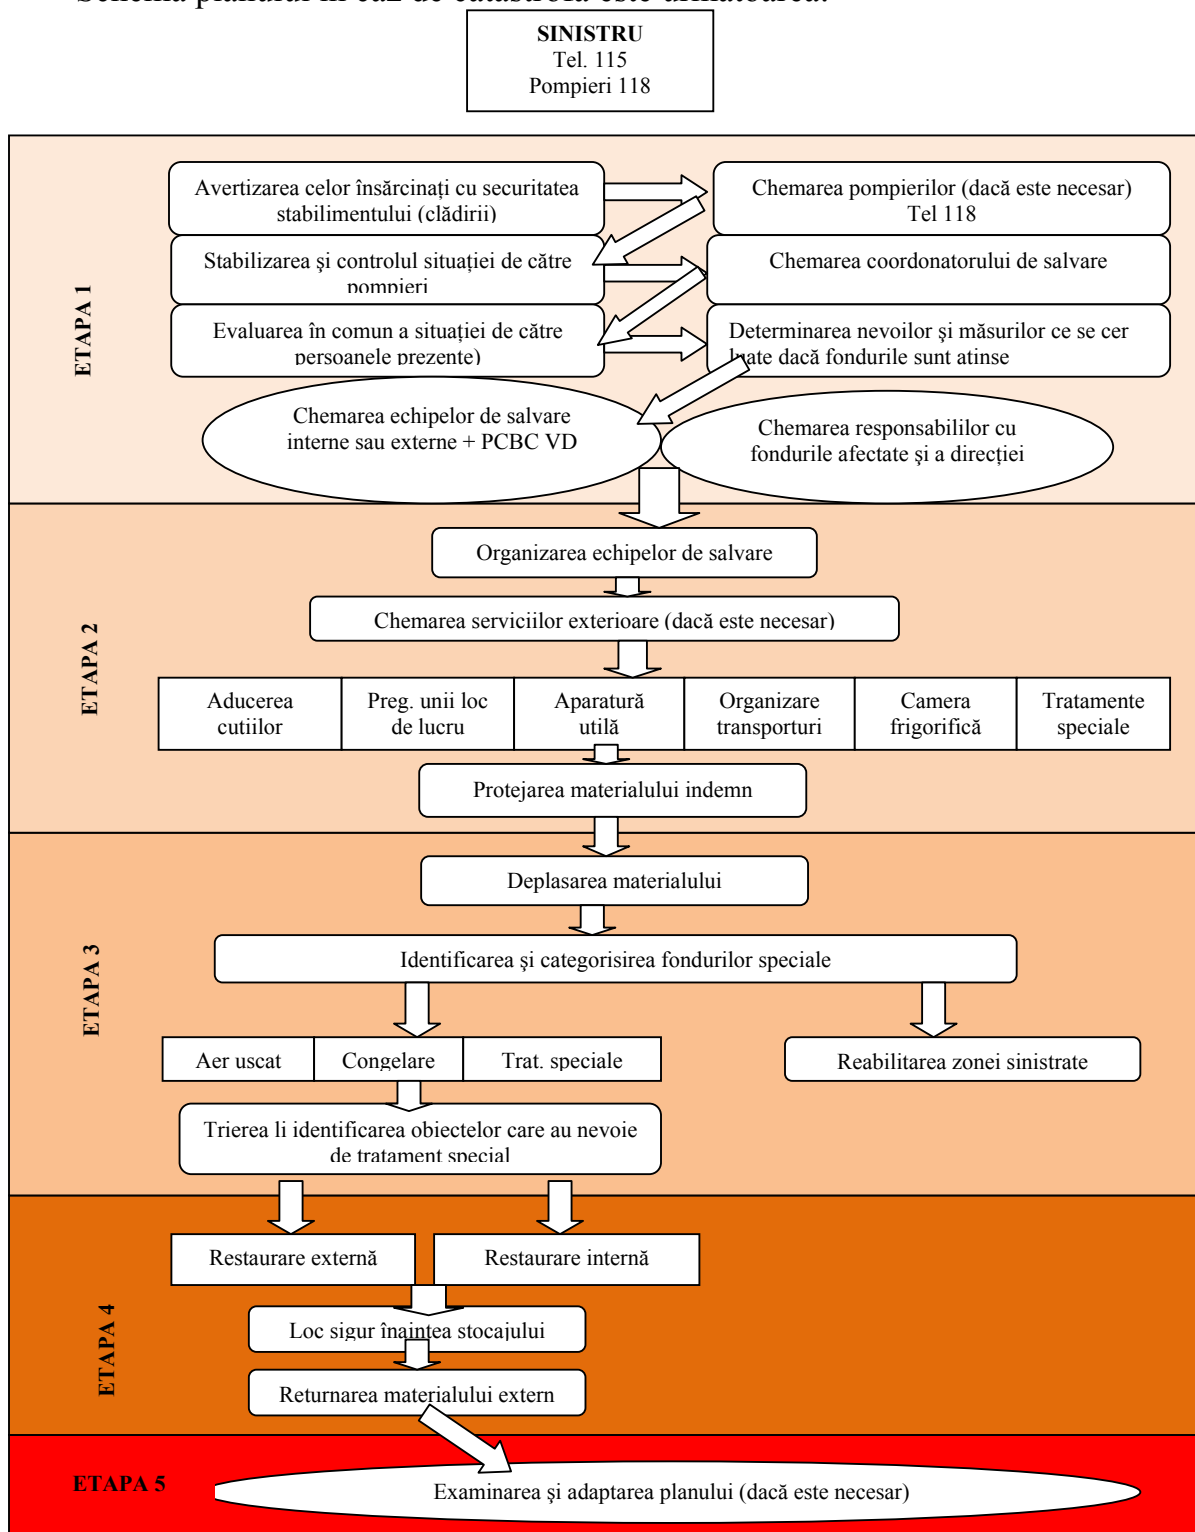 Schema planului în caz de catastrofă este următoarea:
SINISTRU
Tel. 115
Pompieri 118
ETAPA 1
Avertizarea celor însărcinați cu securitatea
stabilimentului (clădirii)
Chemarea pompierilor (dacă este necesar)
Tel 118
Stabilizarea și controlul situației de către
pompieri
Chemarea coordonatorului de salvare
Evaluarea în comun a situației de către
persoanele prezente)
Determinarea nevoilor și măsurilor ce se cer
luate dacă fondurile sunt atinse
Chemarea echipelor de salvare
interne sau externe + PCBC VD
Chemarea responsabililor cu
fondurile afectate și a direcției
ETAPA 2
Organizarea echipelor de salvare
Chemarea serviciilor exterioare (dacă este necesar)
Aducerea
cutiilor
Preg. unii loc
de lucru
Aparatură
utilă
Organizare
transporturi
Camera
frigorifică
Tratamente
speciale
Protejarea materialului indemn
ETAPA 3
Deplasarea materialului
Identificarea și categorisirea fondurilor speciale
Aer uscat
Congelare
Trat. speciale
Reabilitarea zonei sinistrate
Trierea li identificarea obiectelor care au nevoie
de tratament special
ETAPA 4
Restaurare externă
Restaurare internă
Loc sigur înaintea stocajului
Returnarea materialului extern
ETAPA 5
Examinarea și adaptarea planului (dacă este necesar)